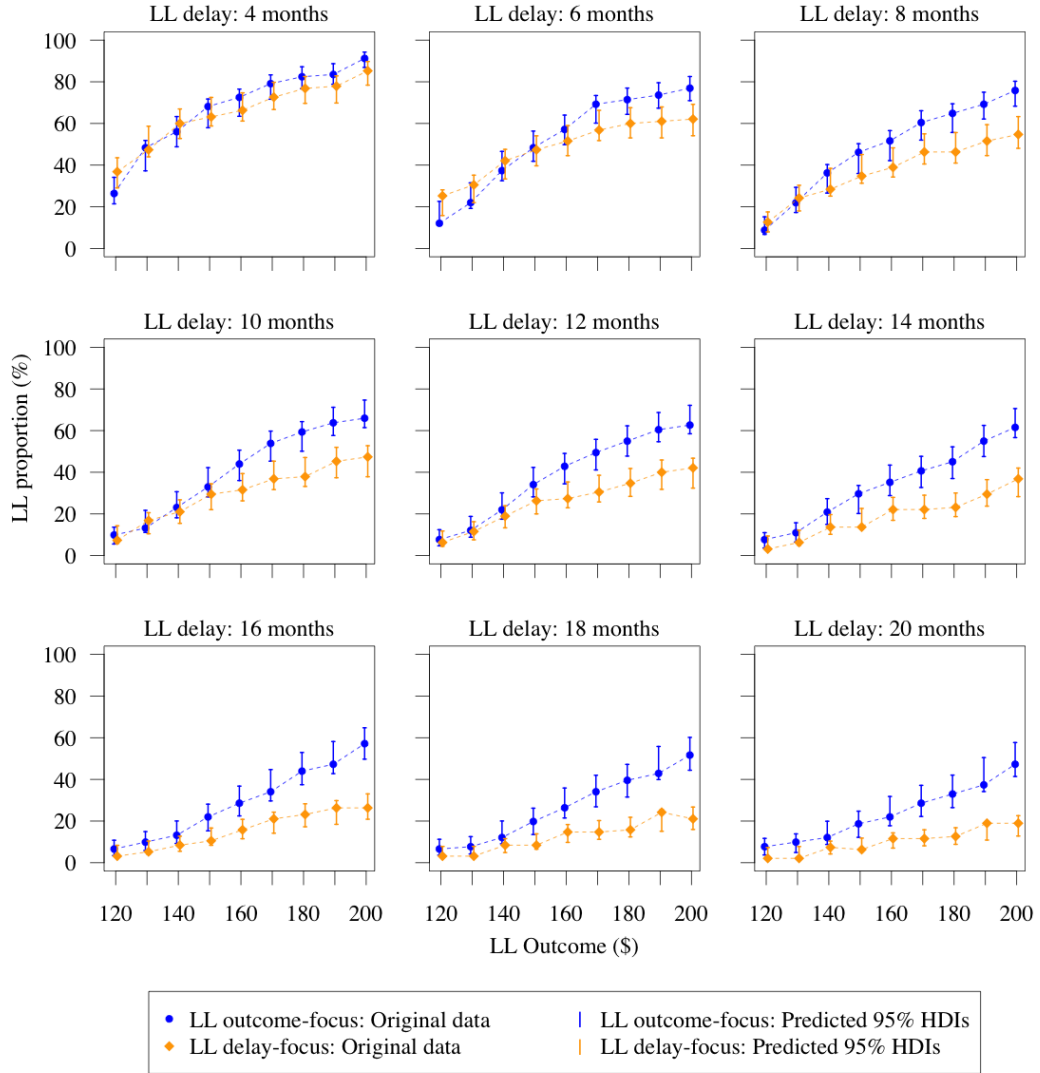 LL delay: 4 months
LL delay: 6 months
LL delay: 8 months
100
80
60
40
20
0
LL delay: 10 months
LL delay: 12 months
LL delay: 14 months
100
80
60
40
20
0
LL proportion (%)
LL delay: 16 months
LL delay: 18 months
LL delay: 20 months
100
80
60
40
20
0
120 140 160 180 200
120 140 160 180 200
120 140 160 180 200
LL Outcome ($)
LL outcome-focus: Original data
LL outcome-focus: Predicted 95% HDIs
LL delay-focus: Original data
LL delay-focus: Predicted 95% HDIs